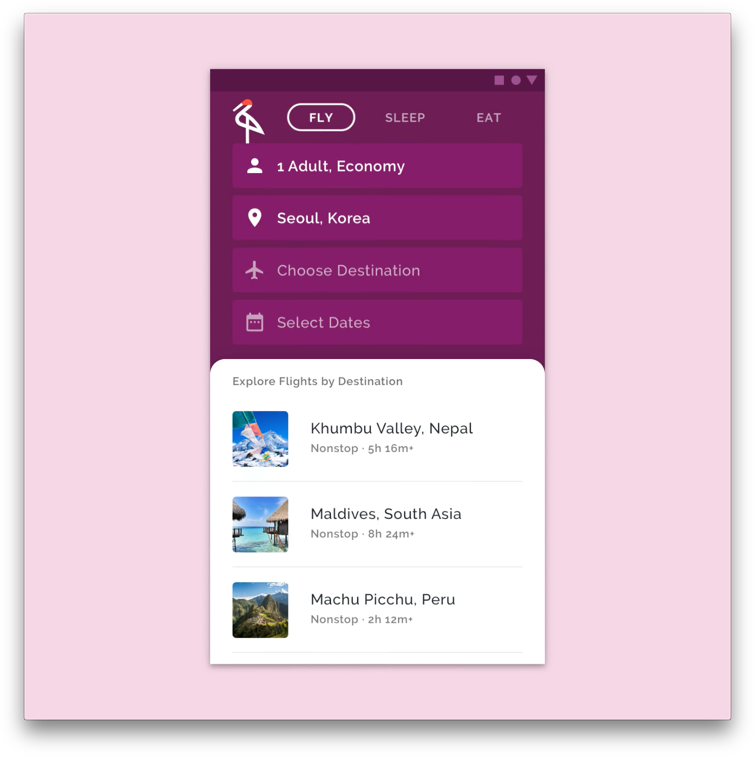 FLY
SLEEP
EAT
1 Adult, Economy
Seoul, Korea
Choose Destination
Select Dates
Explore Flights by Destination
Khumbu Valley, Nepal
Nonstop · 5h 16m+
Maldives, South Asia
Nonstop · 8h 24m+
Machu Picchu, Peru
Nonstop · 2h 12m+